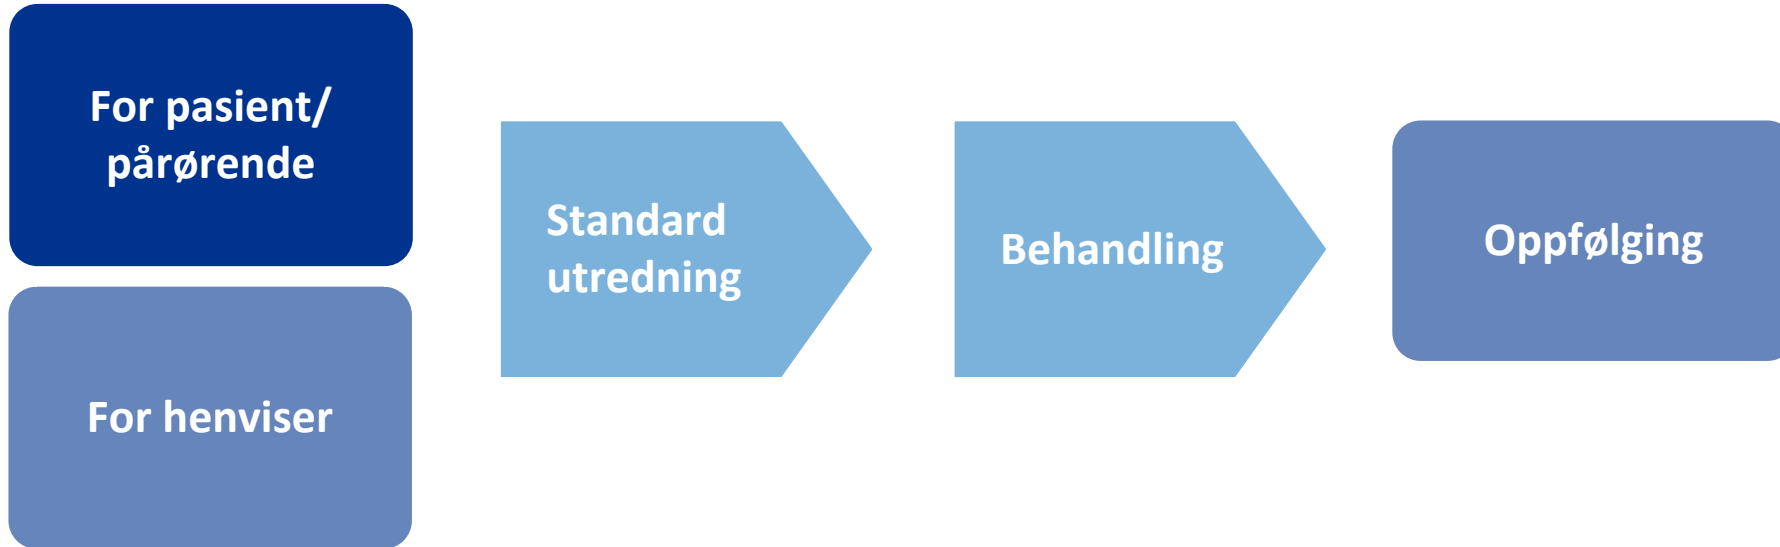 For pasient/
pårørende
For henviser
Standard
utredning
Behandling
Oppfølging